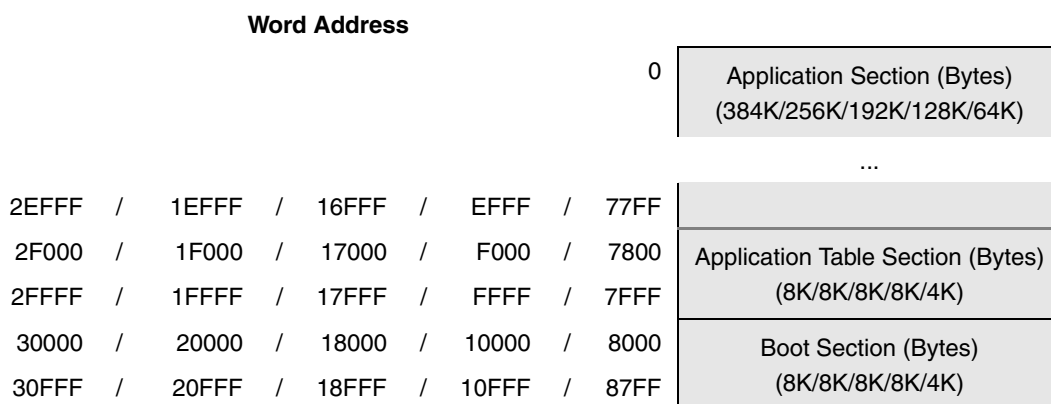 Word Address
0 Application Section (Bytes)
(384K/256K/192K/128K/64K)
...
2EFFF / 1EFFF / 16FFF / EFFF / 77FF
2F000 / 1F000 / 17000 / F000 / 7800 Application Table Section (Bytes)
2FFFF / 1FFFF / 17FFF / FFFF / 7FFF (8K/8K/8K/8K/4K)
30000 / 20000 / 18000 / 10000 / 8000 Boot Section (Bytes)
30FFF / 20FFF / 18FFF / 10FFF / 87FF (8K/8K/8K/8K/4K)